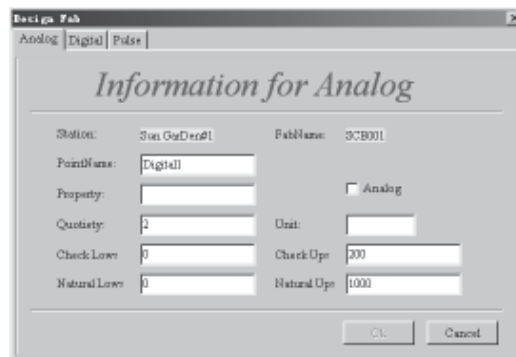 Design Fab
Analog Digital Pulse
Information for Analog
Station: Sun GarDen#1 FabName: SCB001
PointName: Digital1
Property: Analog
Quotiety: 2 Unit:
Check Low: 0 Check Up: 200
Natural Low: 0 Natural Up: 1000
Ok Cancel